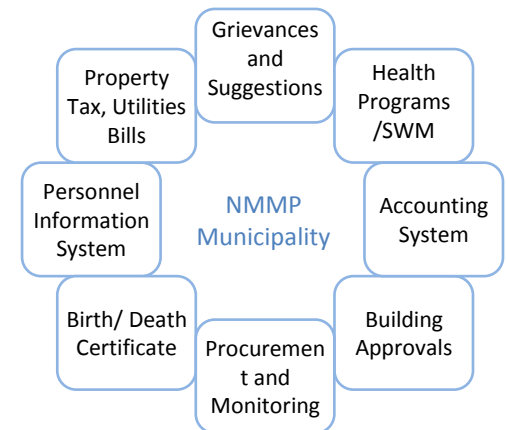 Grievances
and
Suggestions
Health
Programs
/SWM
Accounting
System
Building
Approvals
Procuremen
t and
Monitoring
Birth/ Death
Certificate
Personnel
Information
System
Property
Tax, Utilities
Bills
NMMP
Municipality